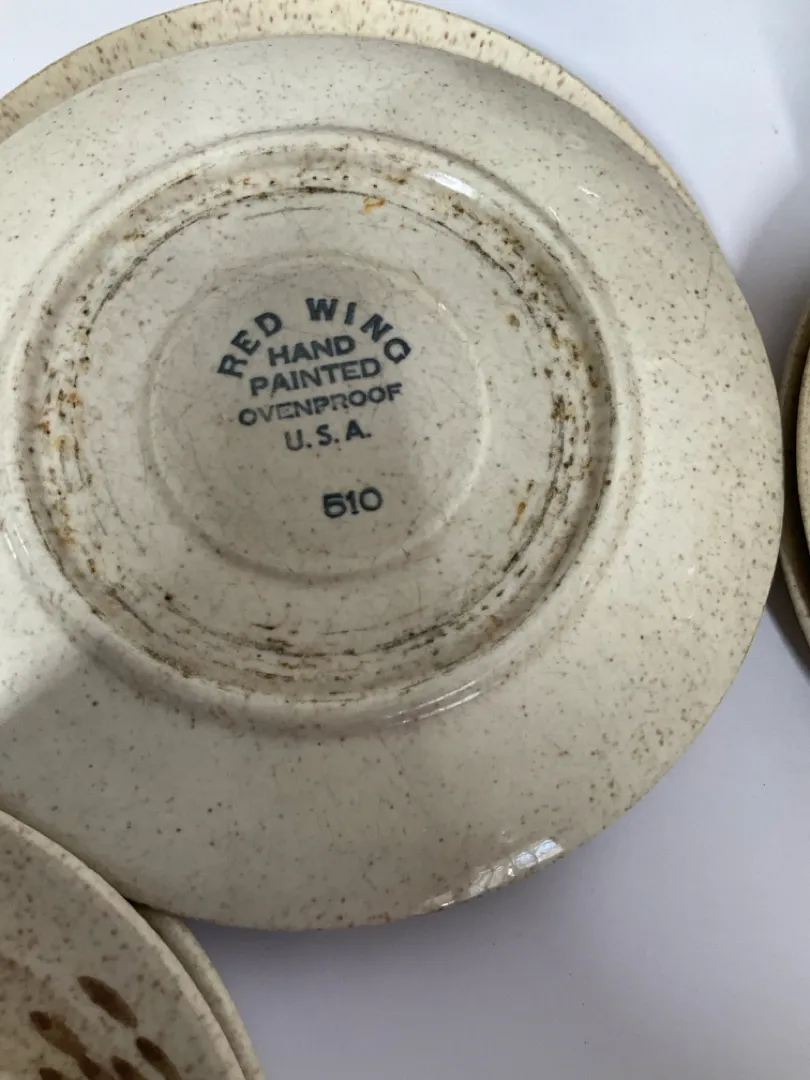 RED WING
HAND
PAINTED
OVENPROOF
U.S.A.
510